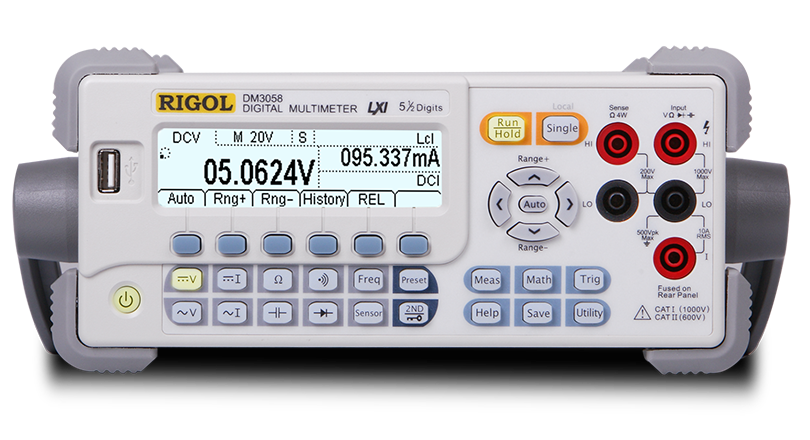 RIGOL DM3058
DIGITAL MULTIMETER LXI 5½ Digits
DCV M 20V S Lcl
05.0624V 095.337mA
DCI
Auto Rng+ Rng- History REL
V I Ω Freq Preset
V I Sensor 2ND
Local
Run Hold Single
Range+
Auto
Range-
Meas Math Trig
Help Save Utility
Sense
Ω 4W
Input
VΩ
HI HI
200V Max 1000V Max
LO LO
500Vpk Max 10A RMS
I
Fused on
Rear Panel
CAT I (1000V)
CAT II (600V)